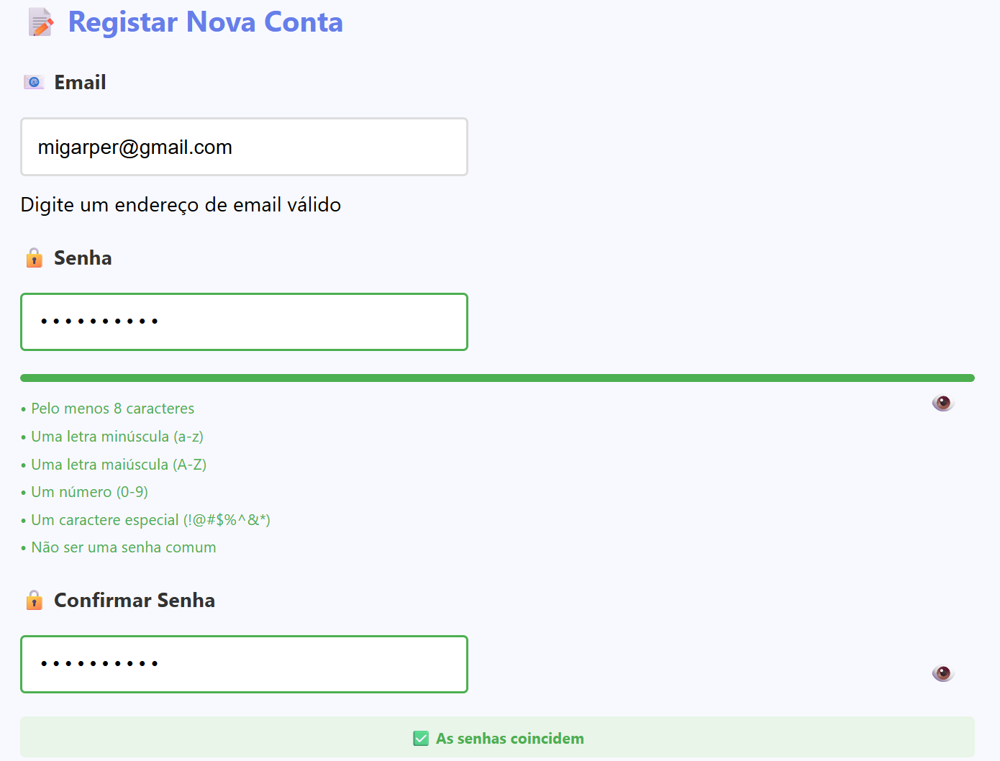 Registar Nova Conta
Email
migarper@gmail.com
Digite um endereço de email válido
Senha
••••••••••
• Pelo menos 8 caracteres
• Uma letra minúscula (a-z)
• Uma letra maiúscula (A-Z)
• Um número (0-9)
• Um caractere especial (!@#$%^&*)
• Não ser uma senha comum
Confirmar Senha
••••••••••
As senhas coincidem